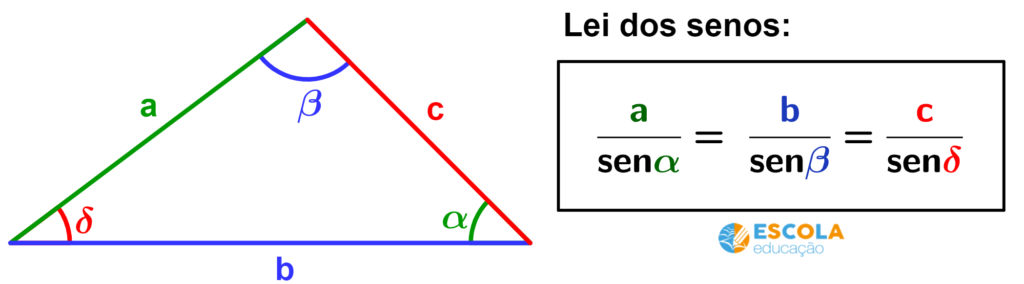 Lei dos senos:
a
c
β
δ
α
b
a/senα = b/senβ = c/senδ
ESCOLA
educação